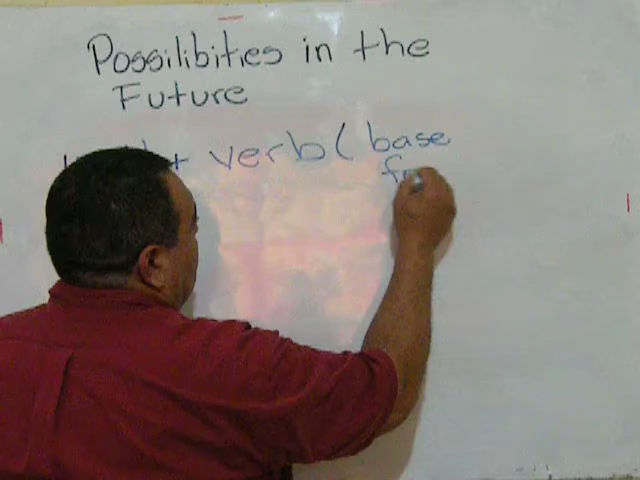 Possilibities in the
Future
+ verb ( base